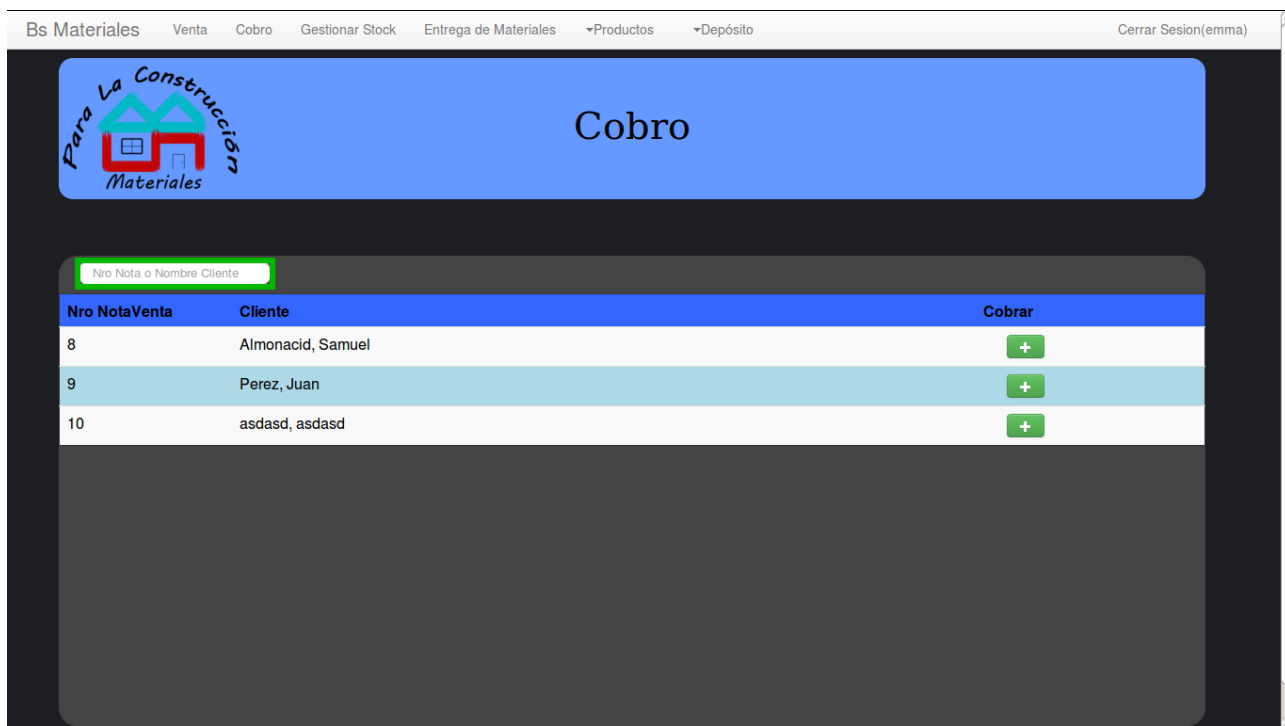 Bs Materiales Venta Cobro Gestionar Stock Entrega de Materiales Productos Depósito Cerrar Sesion(emma)
Para La Construcción
Materiales
Cobro
Nro Nota o Nombre Cliente
Nro NotaVenta Cliente Cobrar
8 Almonacid, Samuel +
9 Perez, Juan +
10 asdasd, asdasd +